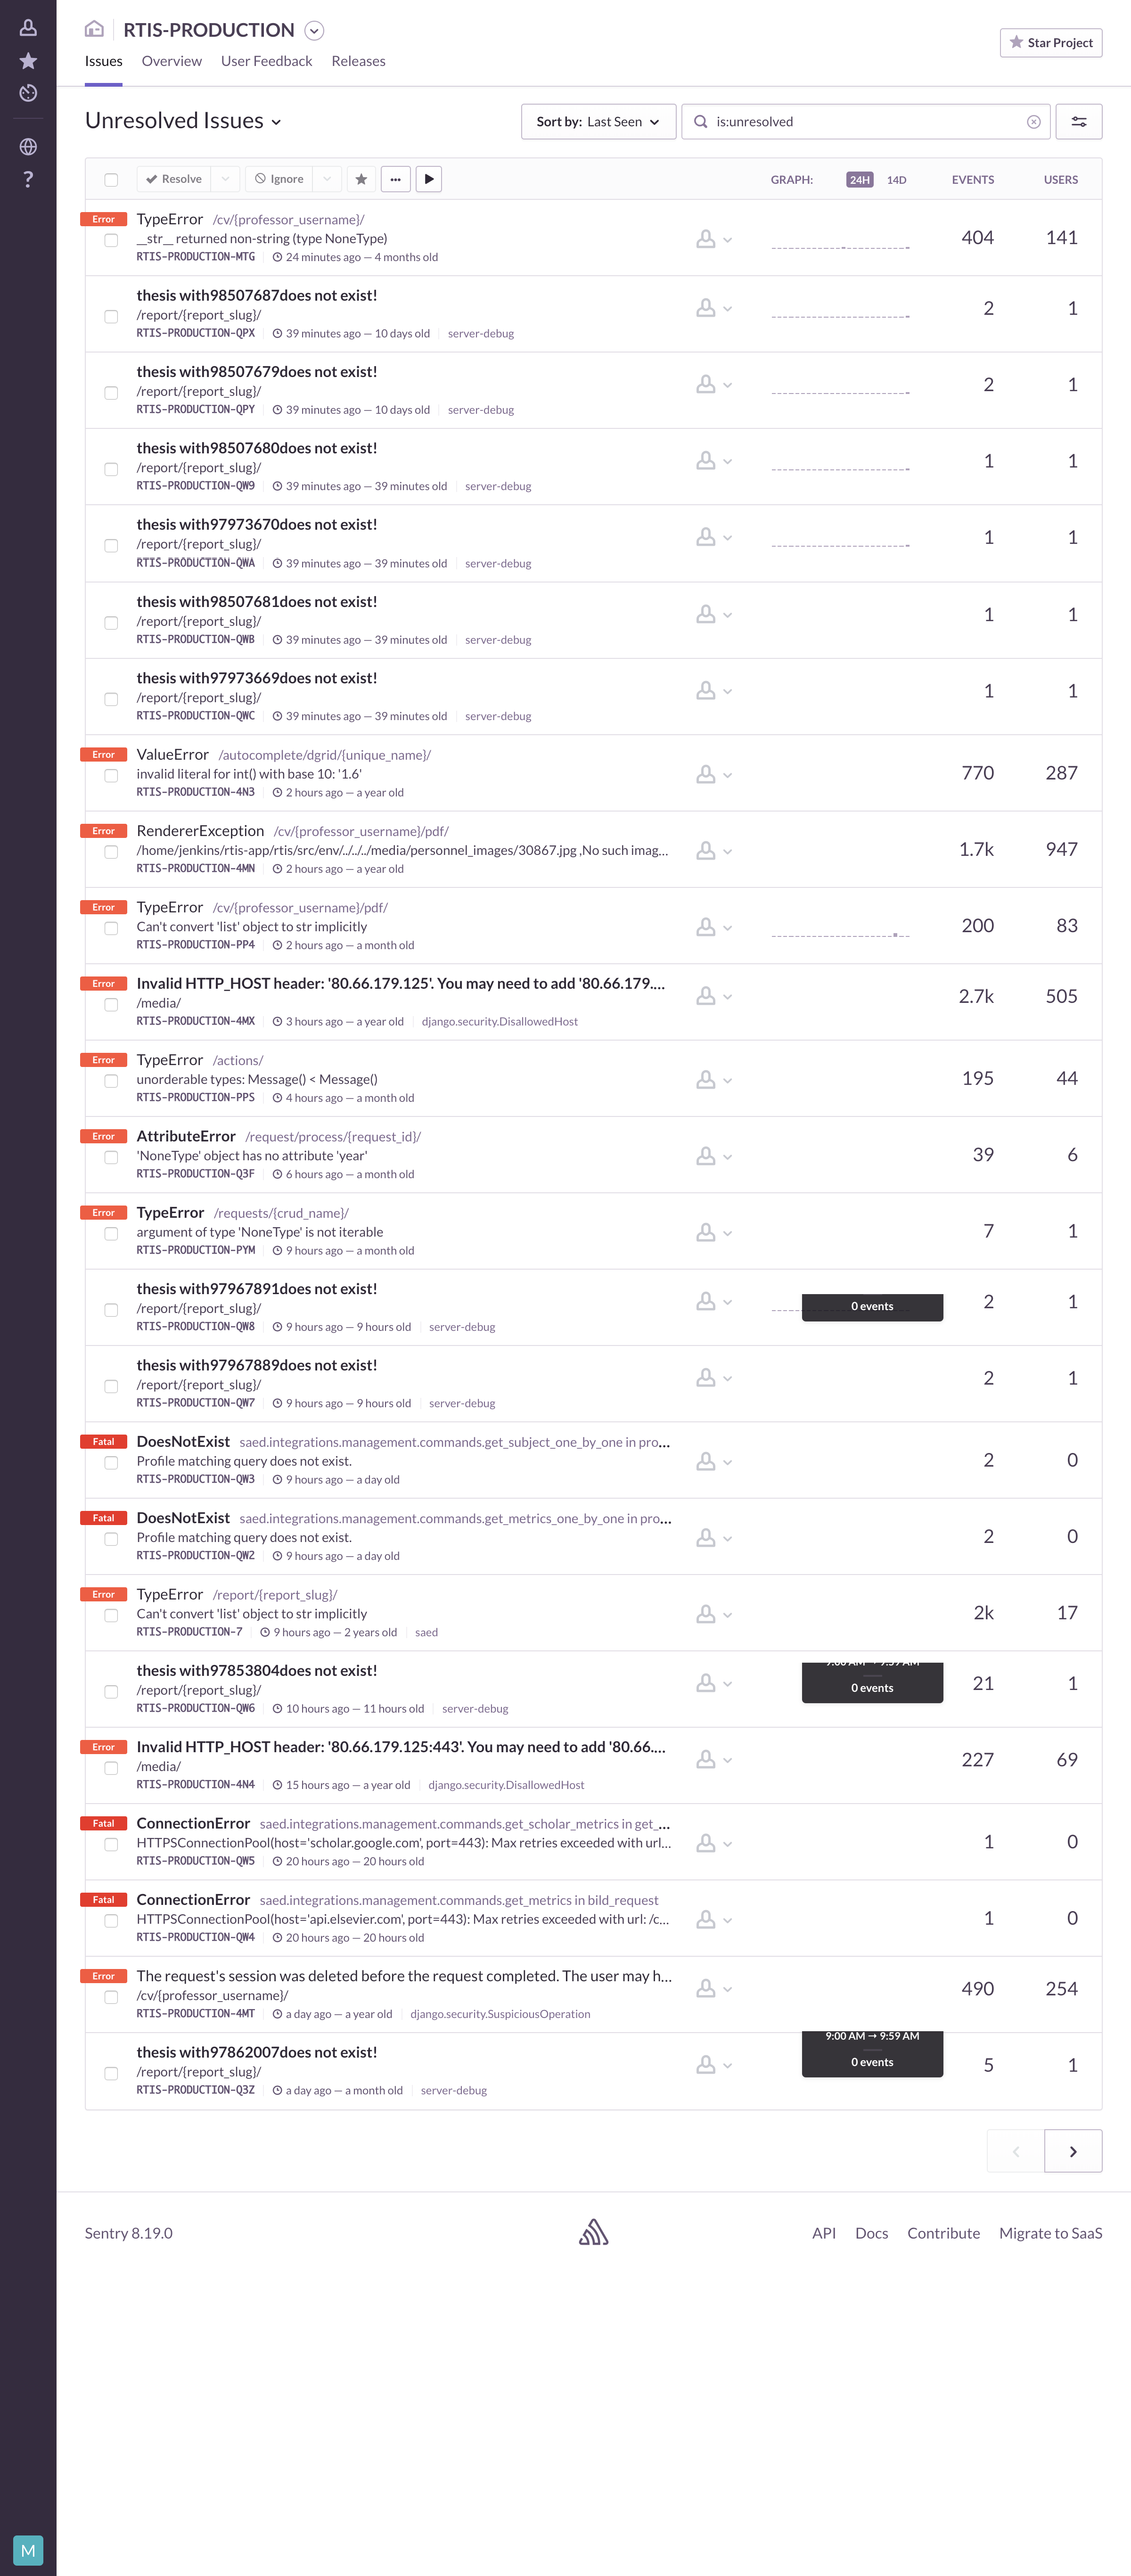 RTIS-PRODUCTION
Star Project
Issues Overview User Feedback Releases
Unresolved Issues
Sort by: Last Seen
is:unresolved
Resolve Ignore GRAPH: 24H 14D EVENTS USERS
Error TypeError /cv/{professor_username}/
__str__ returned non-string (type NoneType)
404 141
RTIS-PRODUCTION-MTG 24 minutes ago — 4 months old
thesis with98507687does not exist!
/report/{report_slug}/
2 1
RTIS-PRODUCTION-QPX 39 minutes ago — 10 days old server-debug
thesis with98507679does not exist!
/report/{report_slug}/
2 1
RTIS-PRODUCTION-QPY 39 minutes ago — 10 days old server-debug
thesis with98507680does not exist!
/report/{report_slug}/
1 1
RTIS-PRODUCTION-QW9 39 minutes ago — 39 minutes old server-debug
thesis with97973670does not exist!
/report/{report_slug}/
1 1
RTIS-PRODUCTION-QWA 39 minutes ago — 39 minutes old server-debug
thesis with98507681does not exist!
/report/{report_slug}/
1 1
RTIS-PRODUCTION-QWB 39 minutes ago — 39 minutes old server-debug
thesis with97973669does not exist!
/report/{report_slug}/
1 1
RTIS-PRODUCTION-QWC 39 minutes ago — 39 minutes old server-debug
Error ValueError /autocomplete/dgrid/{unique_name}/
invalid literal for int() with base 10: '1.6'
770 287
RTIS-PRODUCTION-4N3 2 hours ago — a year old
Error RendererException /cv/{professor_username}/pdf/
/home/jenkins/rtis-app/rtis/src/env/../../../media/personnel_images/30867.jpg ,No such imag...
1.7k 947
RTIS-PRODUCTION-4MN 2 hours ago — a year old
Error TypeError /cv/{professor_username}/pdf/
Can't convert 'list' object to str implicitly
200 83
RTIS-PRODUCTION-PP4 2 hours ago — a month old
Error Invalid HTTP_HOST header: '80.66.179.125'. You may need to add '80.66.179....
/media/
2.7k 505
RTIS-PRODUCTION-4MX 3 hours ago — a year old django.security.DisallowedHost
Error TypeError /actions/
unorderable types: Message() < Message()
195 44
RTIS-PRODUCTION-PPS 4 hours ago — a month old
Error AttributeError /request/process/{request_id}/
'NoneType' object has no attribute 'year'
39 6
RTIS-PRODUCTION-Q3F 6 hours ago — a month old
Error TypeError /requests/{crud_name}/
argument of type 'NoneType' is not iterable
7 1
RTIS-PRODUCTION-PYM 9 hours ago — a month old
thesis with97967891does not exist!
/report/{report_slug}/
0 events 2 1
RTIS-PRODUCTION-QW8 9 hours ago — 9 hours old server-debug
thesis with97967889does not exist!
/report/{report_slug}/
2 1
RTIS-PRODUCTION-QW7 9 hours ago — 9 hours old server-debug
Fatal DoesNotExist saed.integrations.management.commands.get_subject_one_by_one in pro...
Profile matching query does not exist.
2 0
RTIS-PRODUCTION-QW3 9 hours ago — a day old
Fatal DoesNotExist saed.integrations.management.commands.get_metrics_one_by_one in pro...
Profile matching query does not exist.
2 0
RTIS-PRODUCTION-QW2 9 hours ago — a day old
Error TypeError /report/{report_slug}/
Can't convert 'list' object to str implicitly
2k 17
RTIS-PRODUCTION-7 9 hours ago — 2 years old saed
thesis with97853804does not exist!
/report/{report_slug}/
0 events 21 1
RTIS-PRODUCTION-QW6 10 hours ago — 11 hours old server-debug
Error Invalid HTTP_HOST header: '80.66.179.125:443'. You may need to add '80.66....
/media/
227 69
RTIS-PRODUCTION-4N4 15 hours ago — a year old django.security.DisallowedHost
Fatal ConnectionError saed.integrations.management.commands.get_scholar_metrics in get_...
HTTPSConnectionPool(host='scholar.google.com', port=443): Max retries exceeded with url...
1 0
RTIS-PRODUCTION-QW5 20 hours ago — 20 hours old
Fatal ConnectionError saed.integrations.management.commands.get_metrics in bild_request
HTTPSConnectionPool(host='api.elsevier.com', port=443): Max retries exceeded with url: /c...
1 0
RTIS-PRODUCTION-QW4 20 hours ago — 20 hours old
Error The request's session was deleted before the request completed. The user may h...
/cv/{professor_username}/
490 254
RTIS-PRODUCTION-4MT a day ago — a year old django.security.SuspiciousOperation
9:00 AM → 9:59 AM
thesis with97862007does not exist!
/report/{report_slug}/
0 events 5 1
RTIS-PRODUCTION-Q3Z a day ago — a month old server-debug
Sentry 8.19.0
API Docs Contribute Migrate to SaaS
M